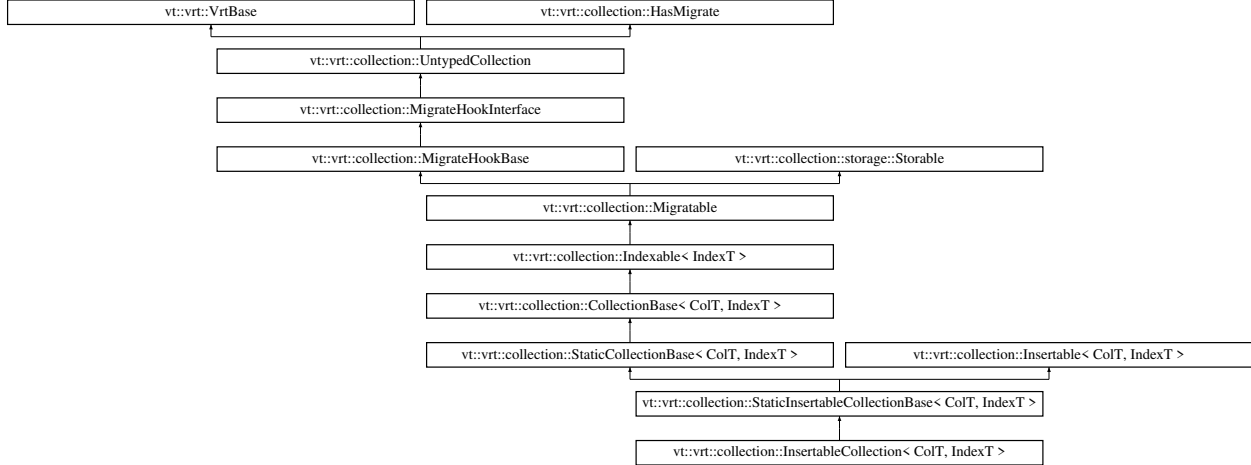 vt::vrt::VrtBase
vt::vrt::collection::HasMigrate
vt::vrt::collection::UntypedCollection
vt::vrt::collection::MigrateHookInterface
vt::vrt::collection::MigrateHookBase
vt::vrt::collection::storage::Storable
vt::vrt::collection::Migratable
vt::vrt::collection::Indexable< IndexT >
vt::vrt::collection::CollectionBase< ColT, IndexT >
vt::vrt::collection::StaticCollectionBase< ColT, IndexT >
vt::vrt::collection::Insertable< ColT, IndexT >
vt::vrt::collection::StaticInsertableCollectionBase< ColT, IndexT >
vt::vrt::collection::InsertableCollection< ColT, IndexT >